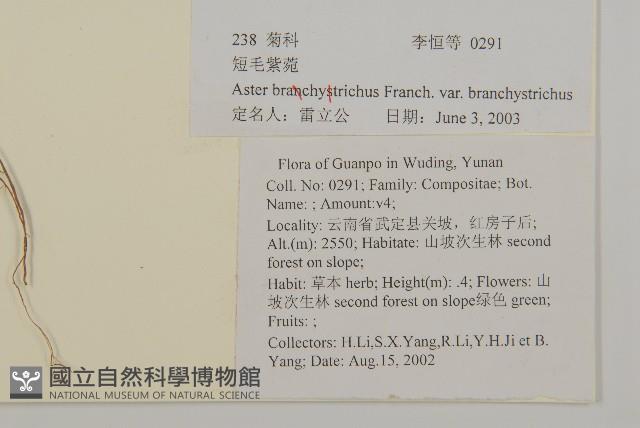 238 菊科 李恒等 0291
短毛紫菀
Aster branchystrichus Franch. var. branchystrichus
定名人：雷立公 日期：June 3, 2003
Flora of Guanpo in Wuding, Yunan
Coll. No: 0291; Family: Compositae; Bot.
Name: ; Amount:v4;
Locality: 云南省武定县关坡，红房子后;
Alt.(m): 2550; Habitate: 山坡次生林 second
forest on slope;
Habit: 草本 herb; Height(m): .4; Flowers: 山
坡次生林 second forest on slope绿色 green;
Fruits: ;
Collectors: H.Li,S.X.Yang,R.Li,Y.H.Ji et B.
Yang; Date: Aug.15, 2002
國立自然科學博物館
NATIONAL MUSEUM OF NATURAL SCIENCE